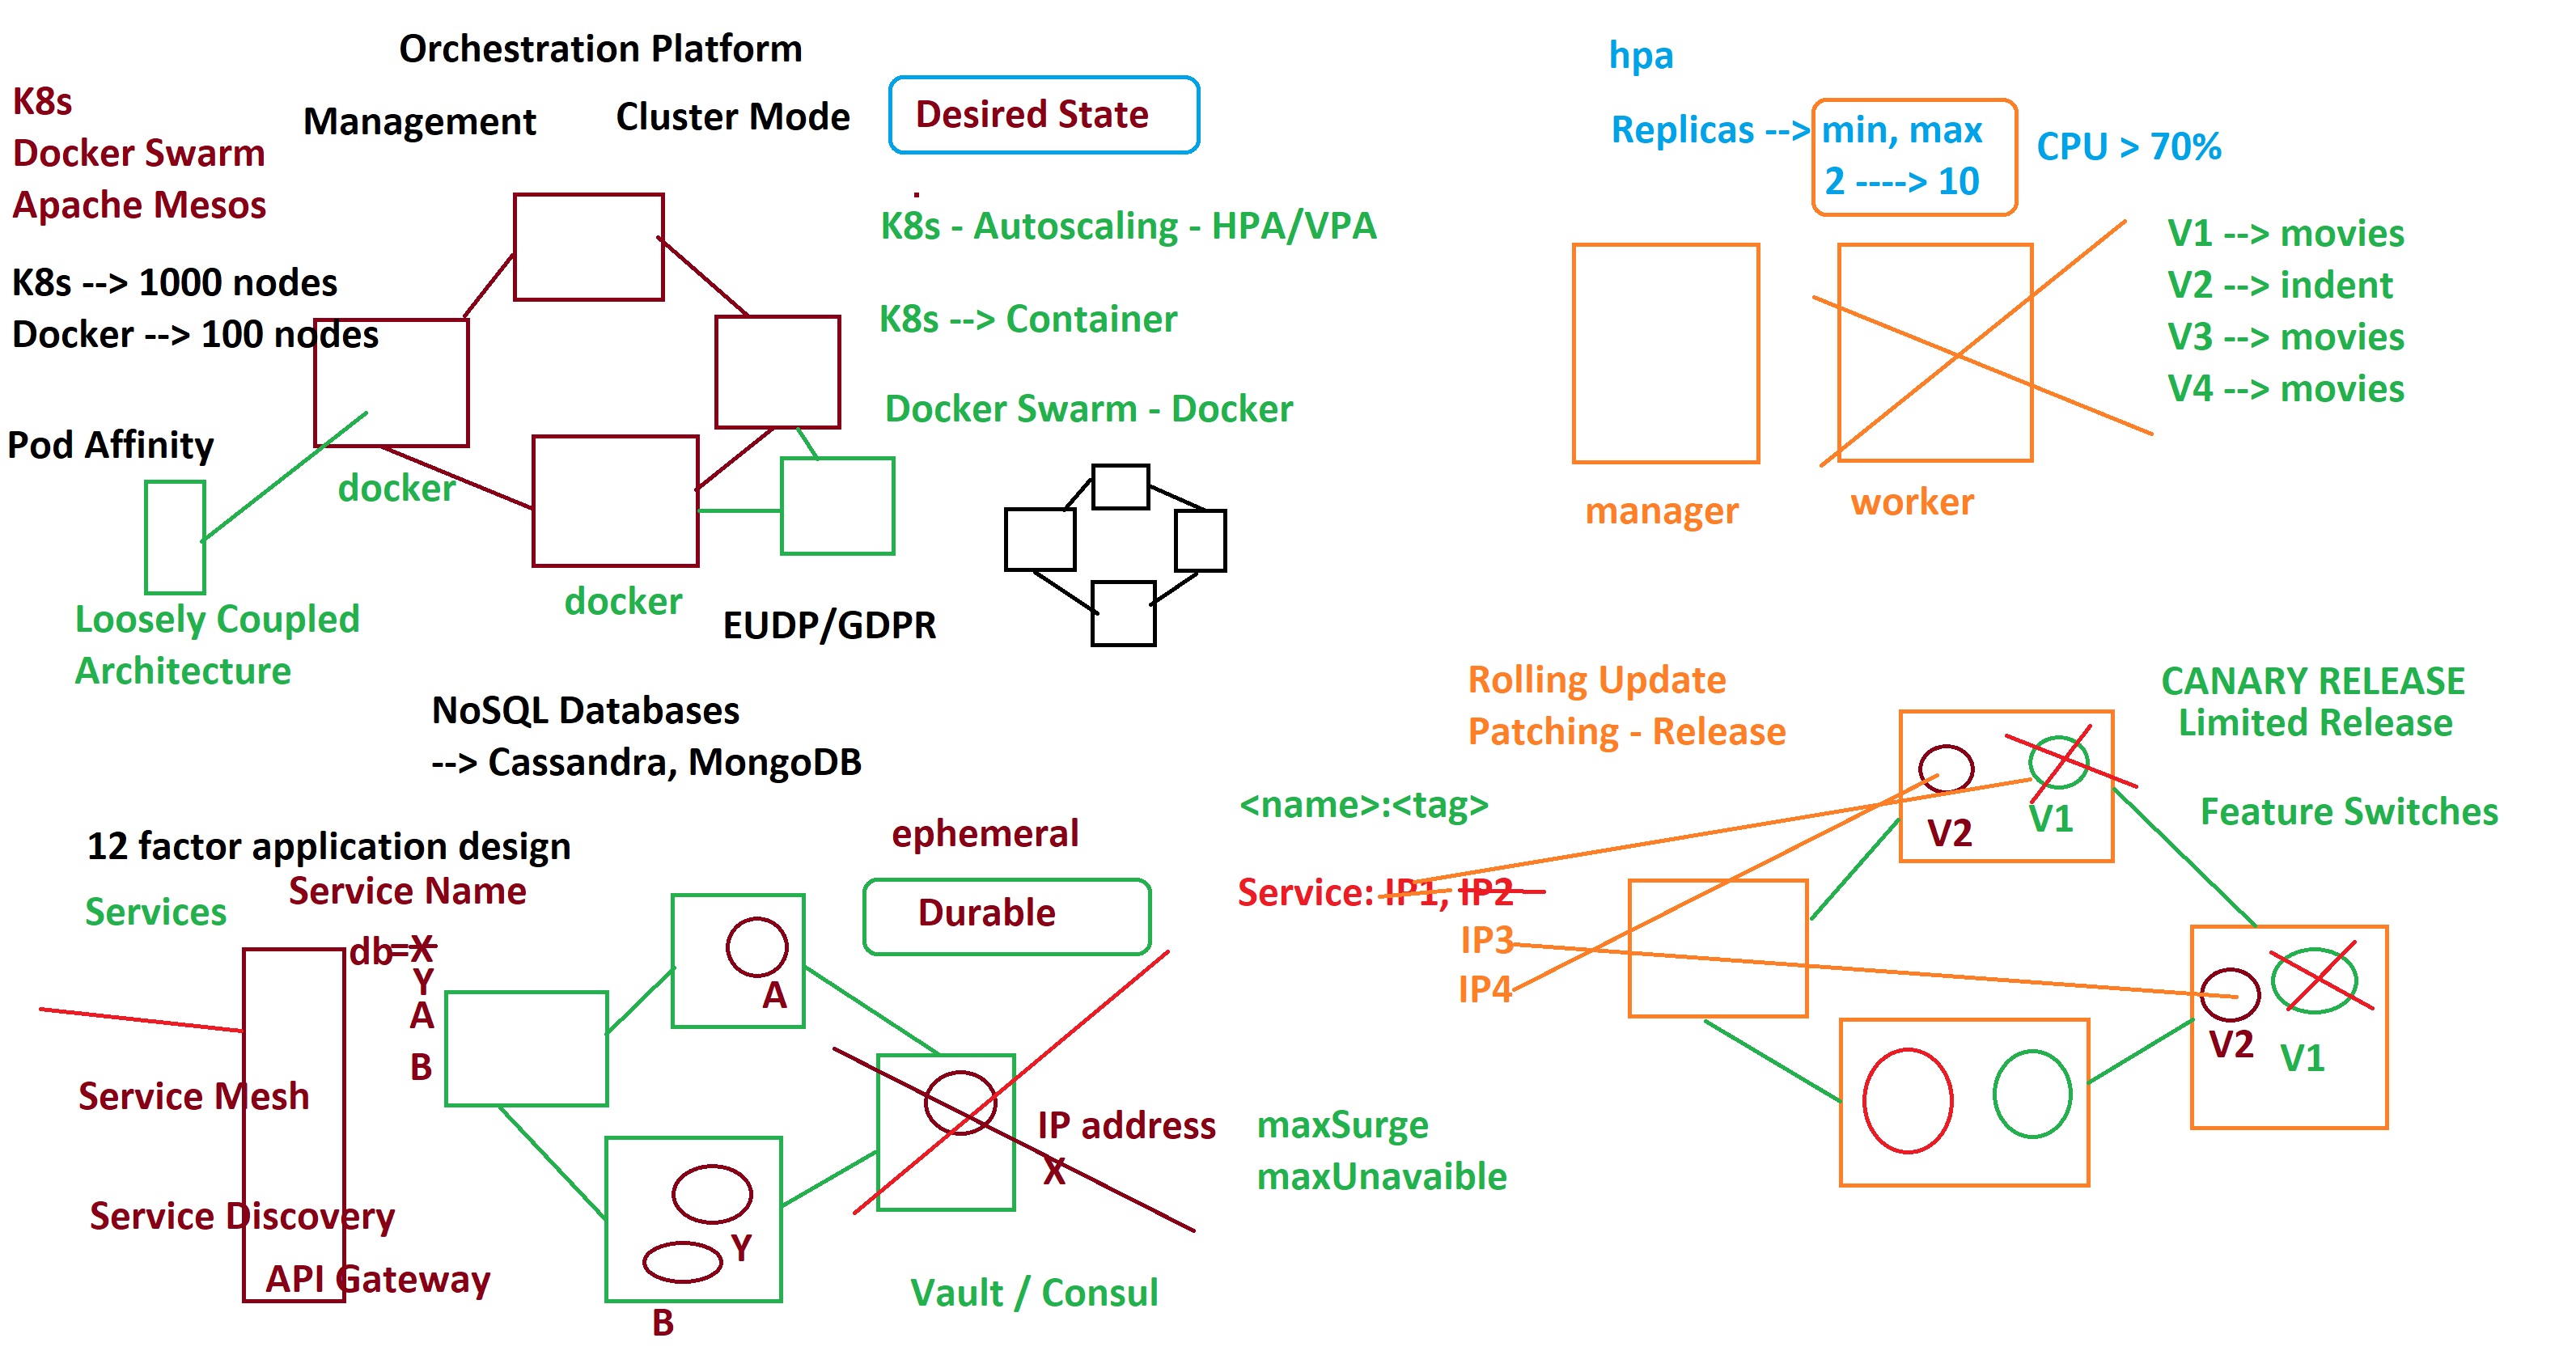 Orchestration Platform
K8s
Docker Swarm
Apache Mesos
Management
Cluster Mode
Desired State
K8s --> 1000 nodes
Docker --> 100 nodes
K8s - Autoscaling - HPA/VPA
K8s --> Container
Docker Swarm - Docker
Pod Affinity
docker
docker
Loosely Coupled
Architecture
EUDP/GDPR
NoSQL Databases
--> Cassandra, MongoDB
hpa
Replicas --> min, max
2 ----> 10
CPU > 70%
V1 --> movies
V2 --> indent
V3 --> movies
V4 --> movies
manager
worker
12 factor application design
Services
Service Name
db=X
Y
A
B
Service Mesh
Service Discovery
API Gateway
A
Y
B
ephemeral
Durable
IP address
X
Vault / Consul
Rolling Update
Patching - Release
<name>:<tag>
Service: IP1, IP2
IP3
IP4
maxSurge
maxUnavaible
CANARY RELEASE
Limited Release
Feature Switches
V2
V1
V2
V1